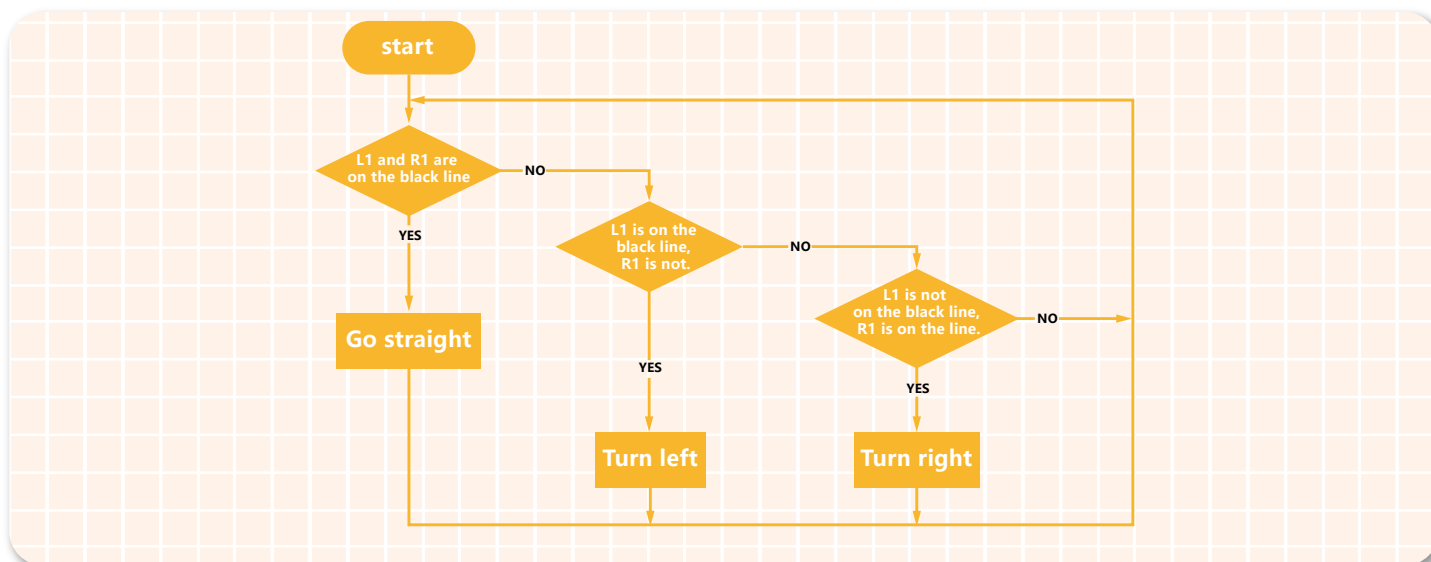 start
L1 and R1 are
on the black line
NO
YES
L1 is on the
black line,
R1 is not.
NO
L1 is not
on the black line,
R1 is on the line.
NO
Go straight
YES
YES
Turn left
Turn right